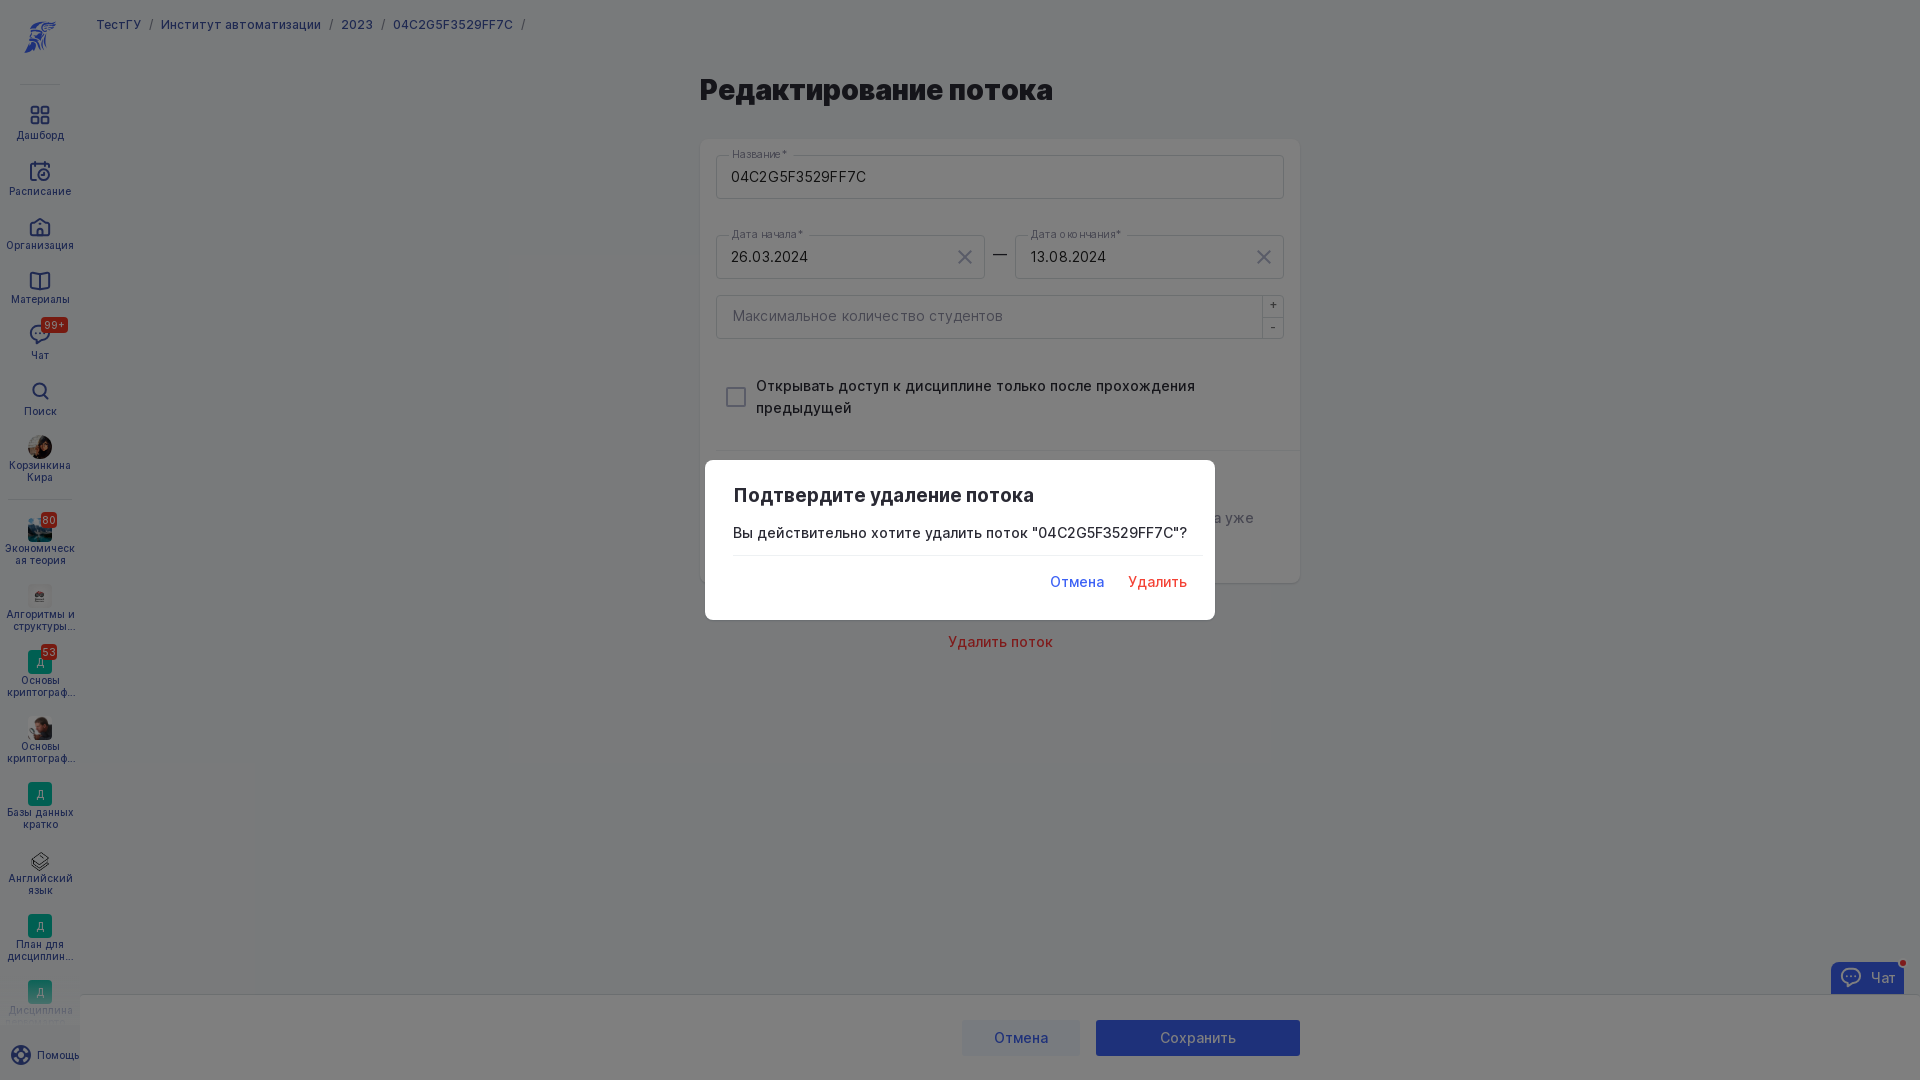 ТестГУ / Институт автоматизации / 2023 / 04C2G5F3529FF7C /
Редактирование потока
Название*
04C2G5F3529FF7C
Дата начала*
26.03.2024
—
Дата окончания*
13.08.2024
Максимальное количество студентов
+
-
Открывать доступ к дисциплине только после прохождения
предыдущей
а уже
Подтвердите удаление потока
Вы действительно хотите удалить поток "04C2G5F3529FF7C"?
Отмена
Удалить
Удалить поток
Отмена
Сохранить
Чат
Дашборд
Расписание
Организация
Материалы
99+
Чат
Поиск
Корзинкина
Кира
80
Экономическ
ая теория
Алгоритмы и
структуры...
53
Д
Основы
криптограф...
Основы
криптограф...
Д
Базы данных
кратко
Английский
язык
Д
План для
дисциплин...
Д
Дисциплина
Помощь